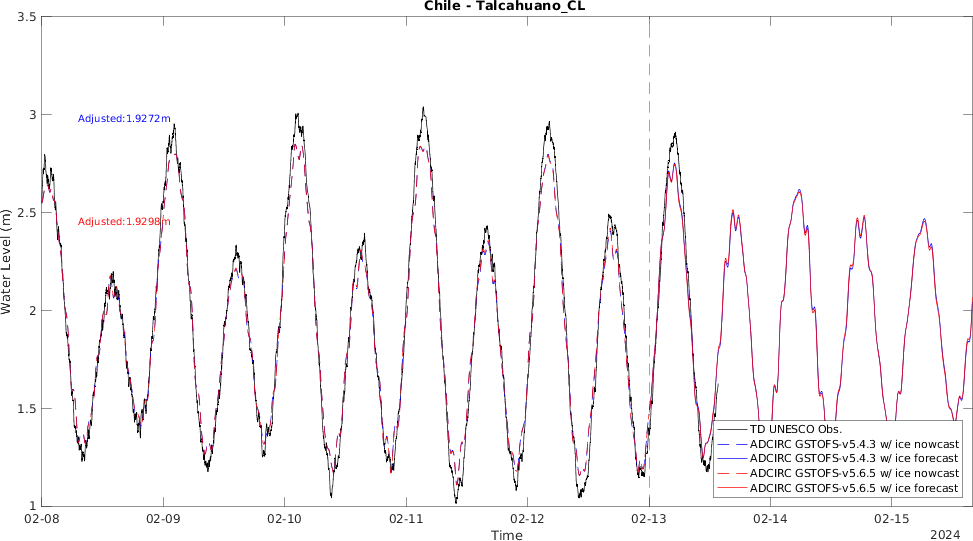 Chile - Talcahuano_CL
3.5
3
2.5
2
1.5
1
Water Level (m)
Adjusted:1.9272m
Adjusted:1.9298m
TD UNESCO Obs.
ADCIRC GSTOFS-v5.4.3 w/ ice nowcast
ADCIRC GSTOFS-v5.4.3 w/ ice forecast
ADCIRC GSTOFS-v5.6.5 w/ ice nowcast
ADCIRC GSTOFS-v5.6.5 w/ ice forecast
02-08 02-09 02-10 02-11 02-12 02-13 02-14 02-15
Time
2024